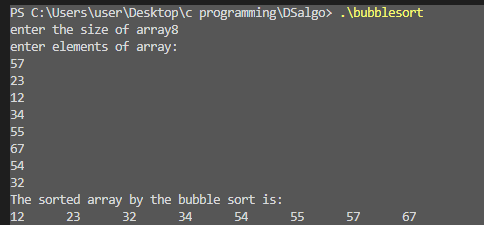 PS C:\Users\user\Desktop\c programming\DSalgo> .\bubblesort
enter the size of array8
enter elements of array:
57
23
12
34
55
67
54
32
The sorted array by the bubble sort is:
12 23 32 34 54 55 57 67